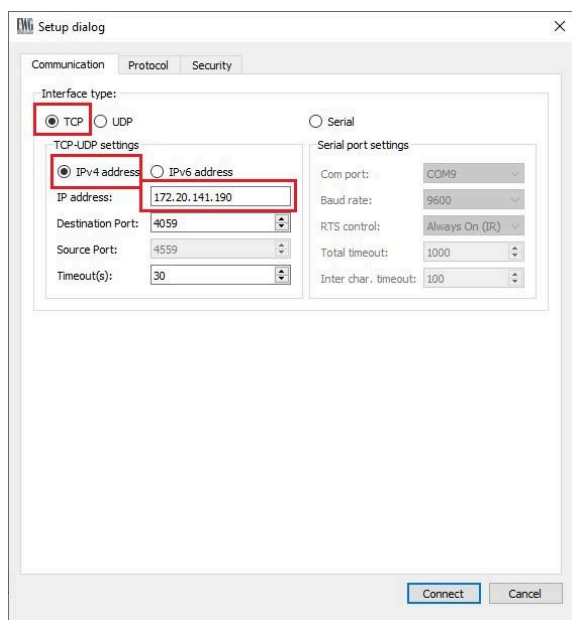 EWG Setup dialog
Communication Protocol Security
Interface type:
TCP UDP Serial
TCP-UDP settings
IPv4 address IPv6 address
IP address: 172.20.141.190
Destination Port: 4059
Source Port: 4559
Timeout(s): 30
Serial port settings
Com port: COM9
Baud rate: 9600
RTS control: Always On (IR)
Total timeout: 1000
Inter char. timeout: 100
Connect Cancel